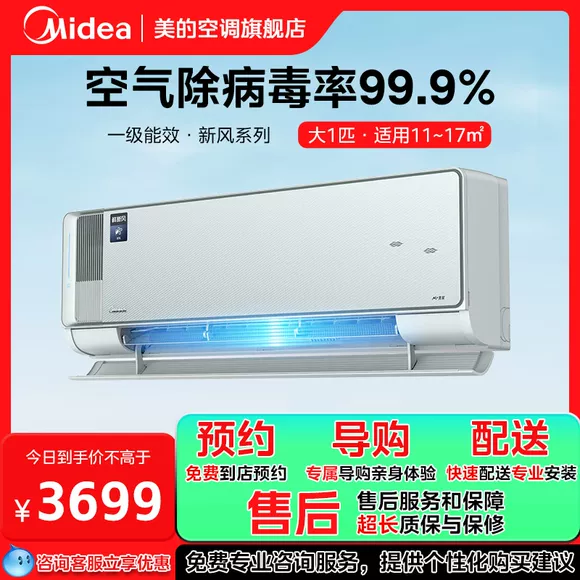 Midea 美的空调旗舰店
空气除病毒率99.9%
一级能效·新风系列 大1匹·适用11~17㎡
预约 导购 配送
免费到店预约 专属导购亲身体验 快速配送专业安装
今日到手价不高于
¥3699
售后 售后服务和保障
超长质保与保修
咨询客服立享优惠
免费专业咨询服务，提供个性化购买建议